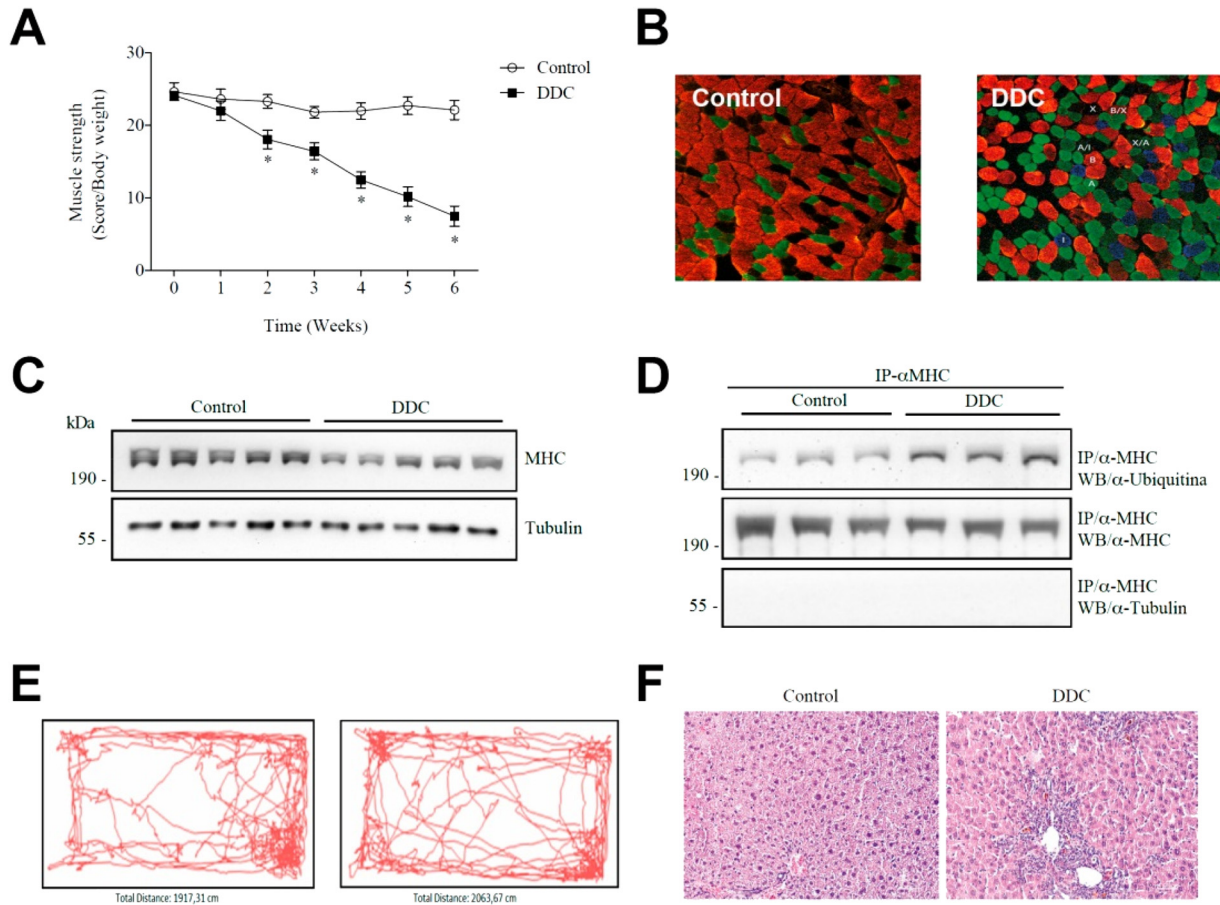 A
30
20
10
0
Muscle strength
(Score/Body weight)
Control
DDC
*
*
*
*
*
0 1 2 3 4 5 6
Time (Weeks)
B
Control
DDC
X
B/X
A/I
X/A
B
A
I
C
Control DDC
kDa
190 -
MHC
55 -
Tubulin
D
IP-αMHC
Control DDC
190 -
IP/α-MHC
WB/α-Ubiquitina
190 -
IP/α-MHC
WB/α-MHC
55 -
IP/α-MHC
WB/α-Tubulin
E
Total Distance: 1917,31 cm
Total Distance: 2063,67 cm
F
Control DDC